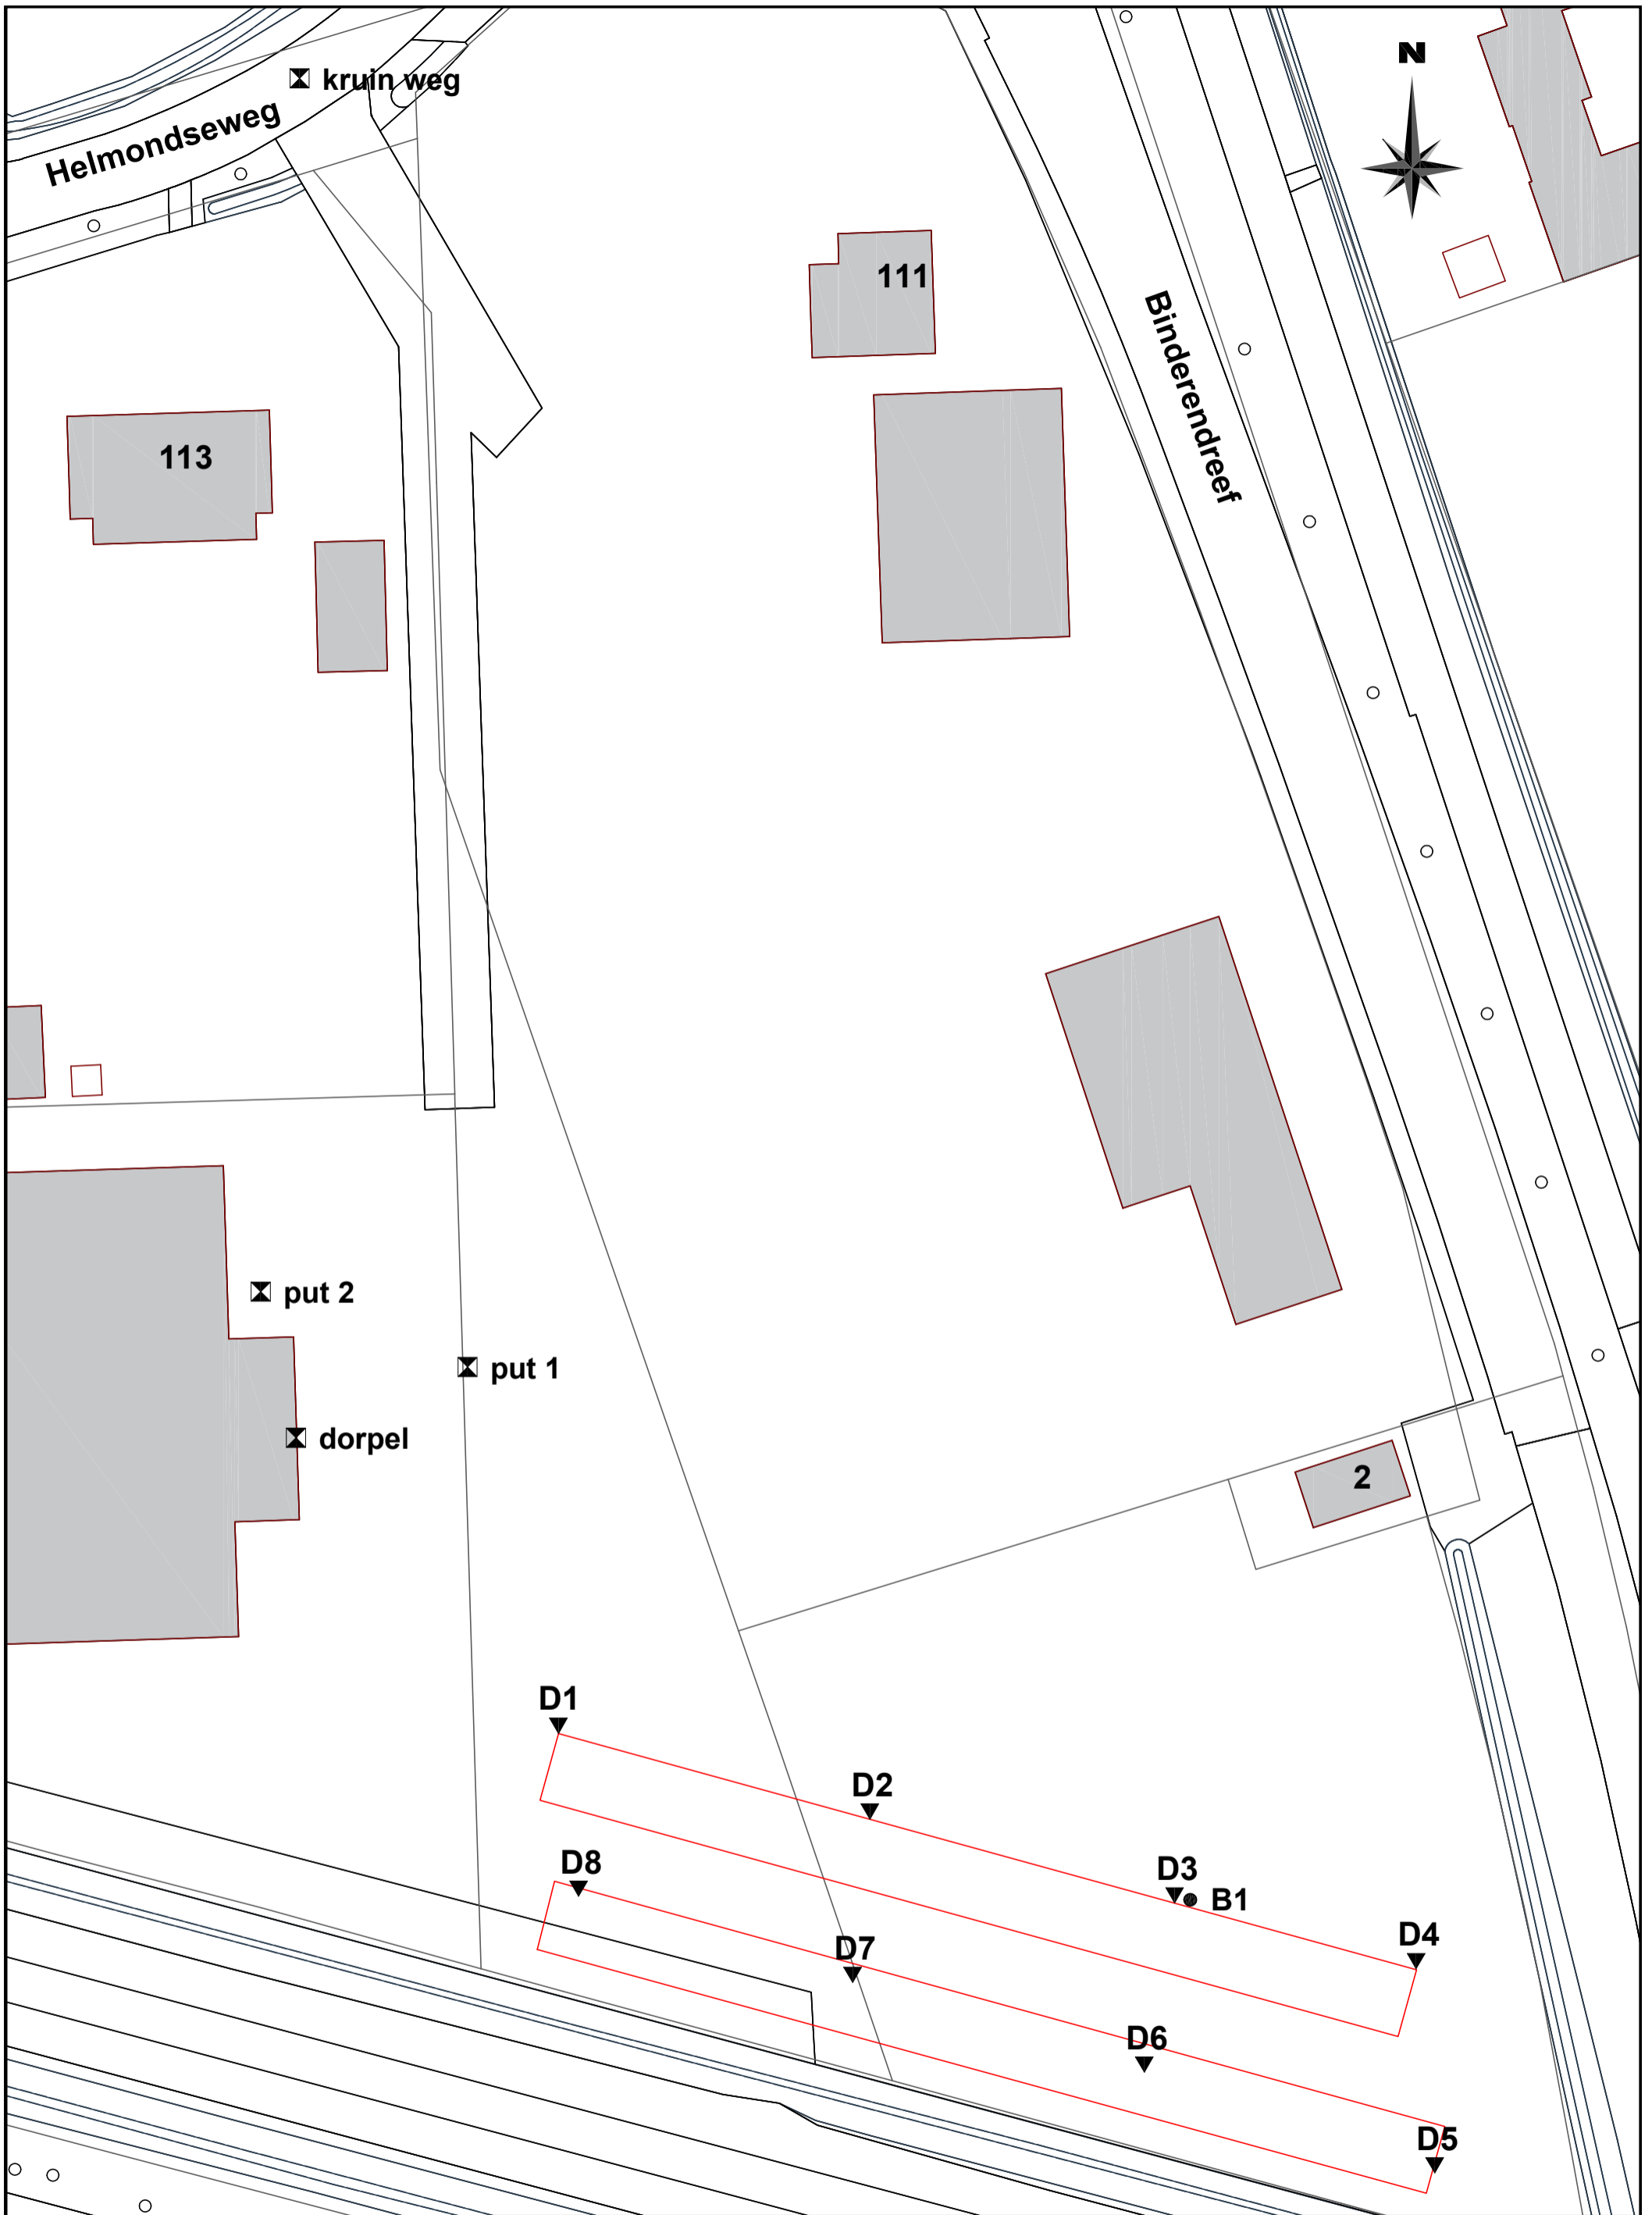 kruin weg
N
Helmondseweg
111
Binderendreef
113
put 2
put 1
dorpel
2
D1
D2
D8
D3
B1
D4
D7
D6
D5